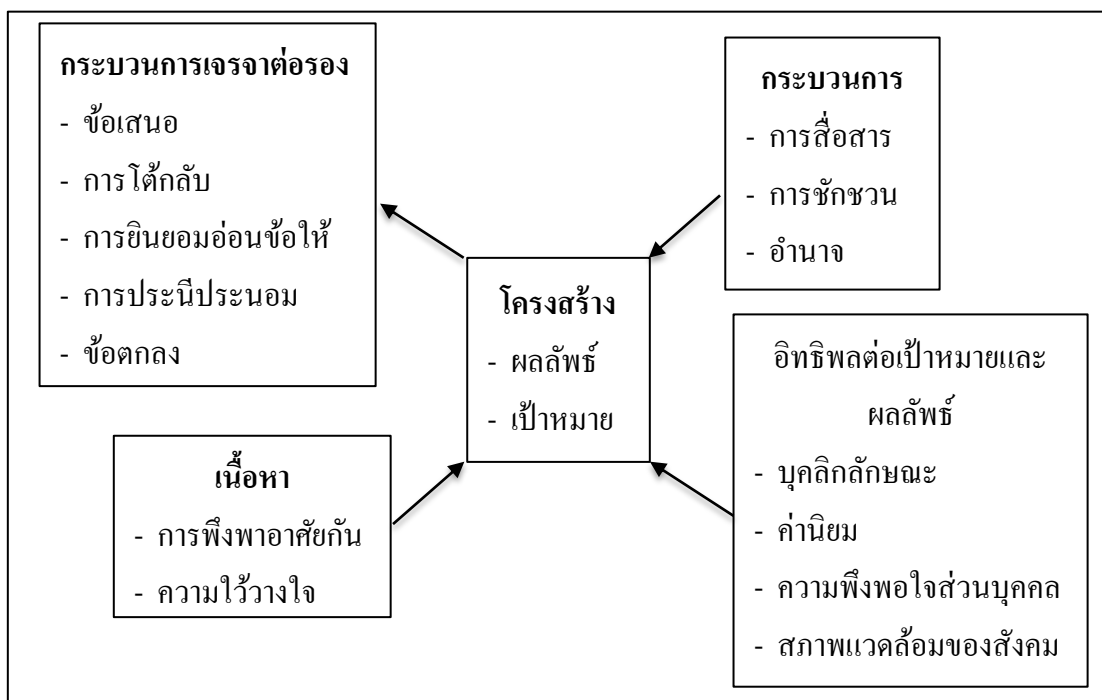 กระบวนการเจรจาต่อรอง
- ข้อเสนอ
- การโต้กลับ
- การยินยอมอ่อนข้อให้
- การประนีประนอม
- ข้อตกลง
กระบวนการ
- การสื่อสาร
- การชักชวน
- อำนาจ
โครงสร้าง
- ผลลัพธ์
- เป้าหมาย
เนื้อหา
- การพึงพาอาศัยกัน
- ความใว้วางใจ
อิทธิพลต่อเป้าหมายและ
ผลลัพธ์
- บุคลิกลักษณะ
- ค่านิยม
- ความพึงพอใจส่วนบุคคล
- สภาพแวดล้อมของสังคม